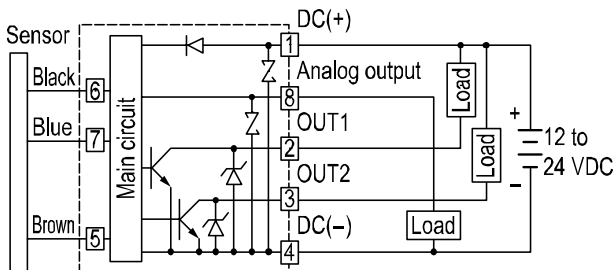 Sensor
DC(+)
1
Analog output
Black
6
8
Blue
7
Main circuit
OUT1
2
OUT2
3
Brown
5
DC(−)
4
Load
Load
Load
+
12 to
24 VDC
−